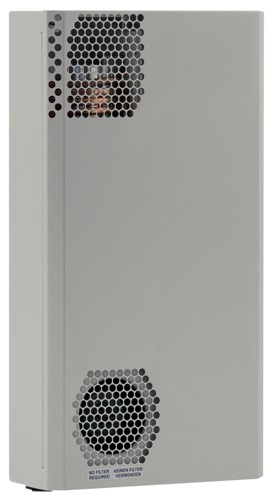 NO FILTER KEINEN FILTER
REQUIRED VERWENDEN